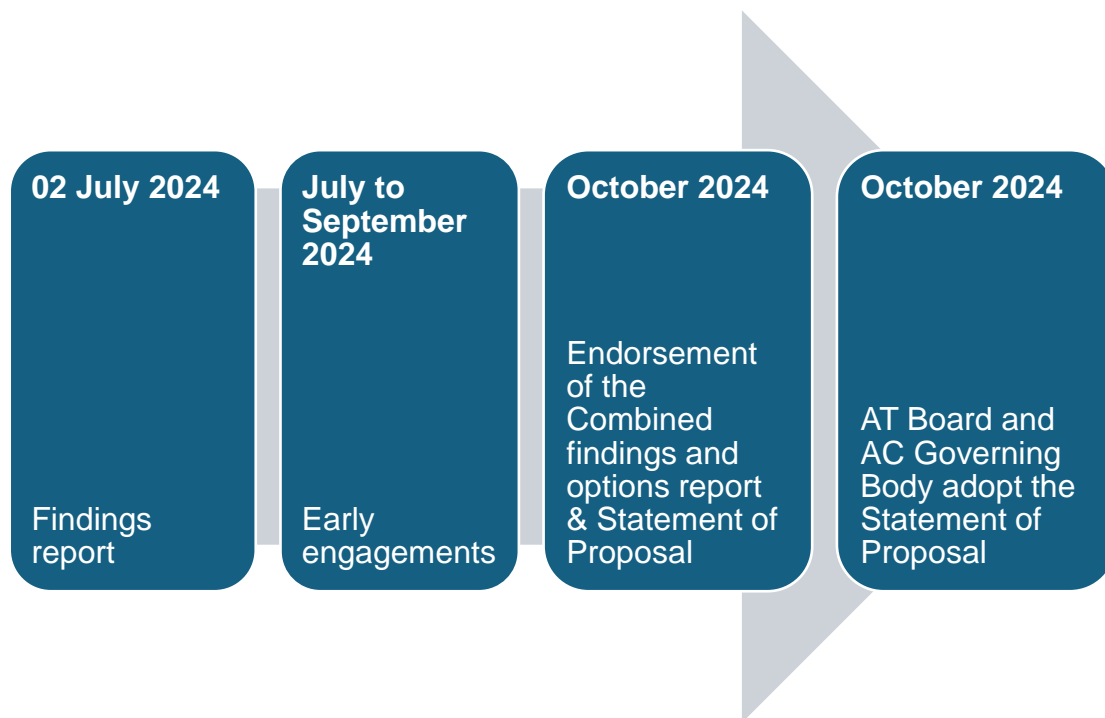 02 July 2024
Findings
report
July to
September
2024
Early
engagements
October 2024
Endorsement
of the
Combined
findings and
options report
& Statement of
Proposal
October 2024
AT Board and
AC Governing
Body adopt the
Statement of
Proposal